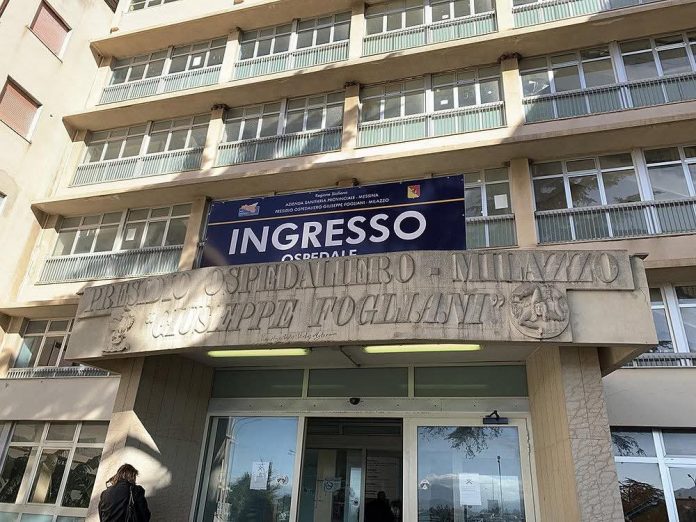 Regione Siciliana
AZIENDA SANITARIA PROVINCIALE - MESSINA
PRESIDIO OSPEDALIERO GIUSEPPE FOGLIANI - MILAZZO
INGRESSO
OSPEDALE
PRESIDIO OSPEDALIERO - MILAZZO
"GIUSEPPE FOGLIANI"